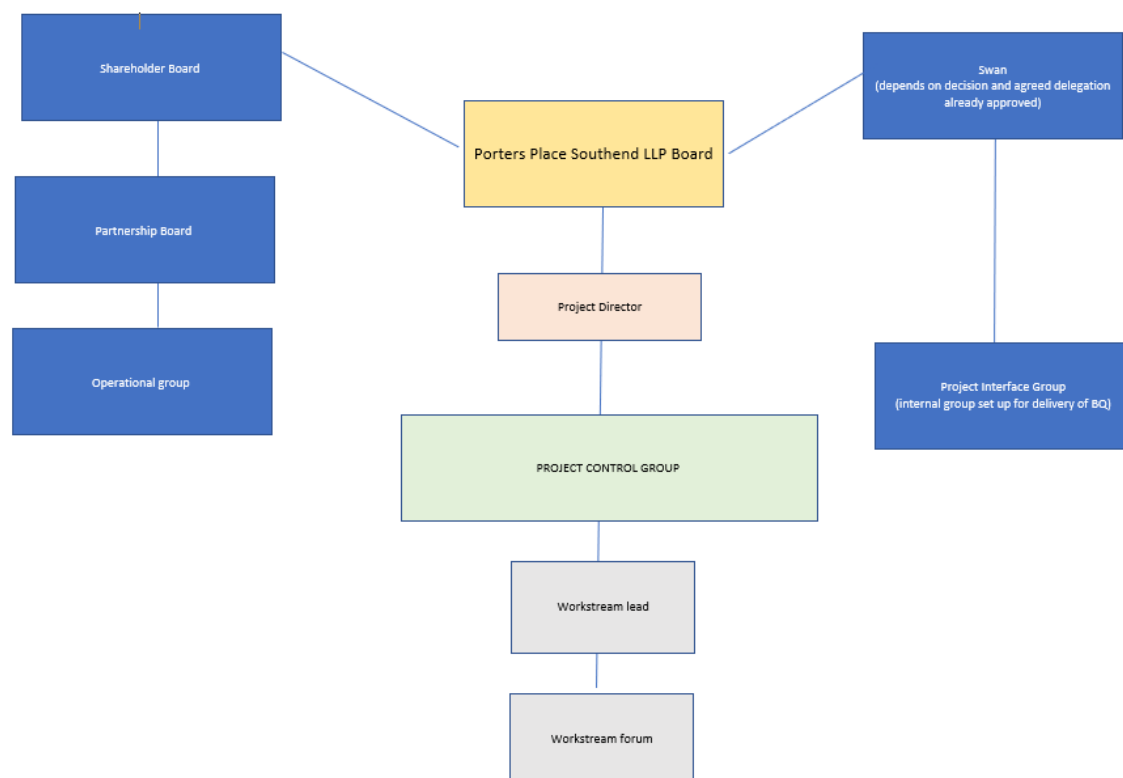 Shareholder Board
Swan
(depends on decision and agreed delegation
already approved)
Porters Place Southend LLP Board
Partnership Board
Project Director
Operational group
Project Interface Group
(internal group set up for delivery of BQ)
PROJECT CONTROL GROUP
Workstream lead
Workstream forum